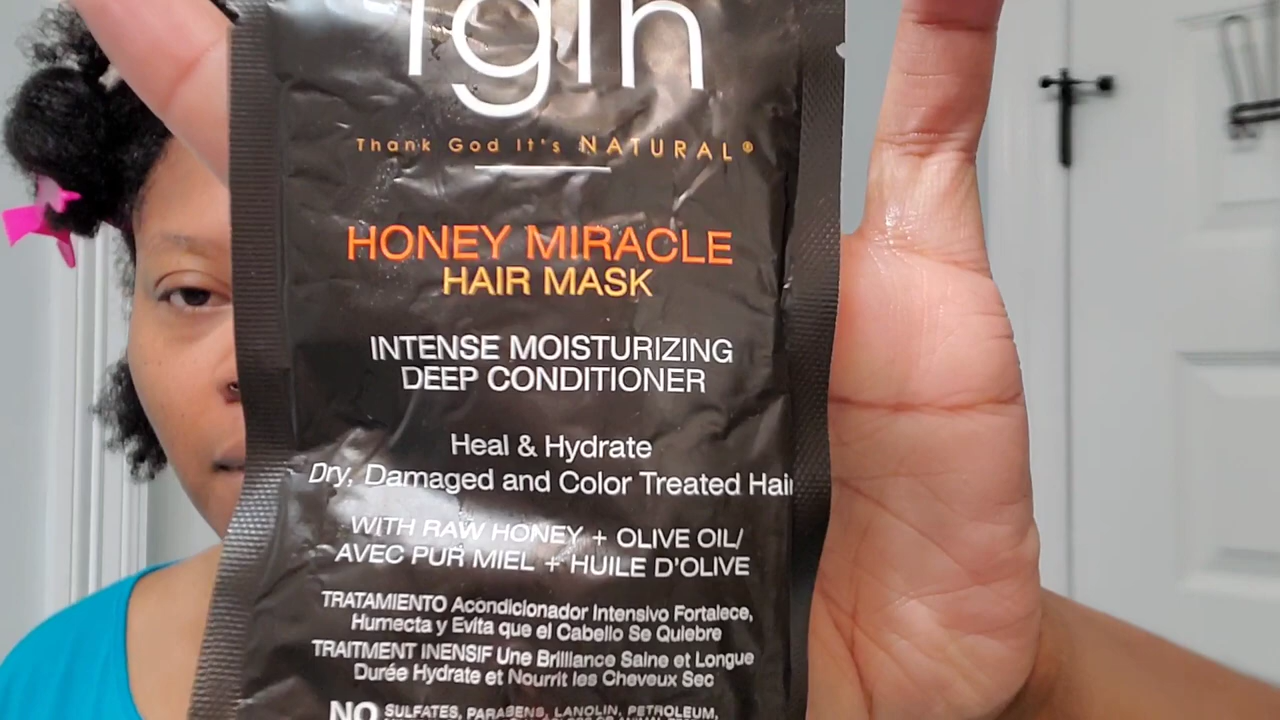 tgin
Thank God It's NATURAL®
HONEY MIRACLE
HAIR MASK
INTENSE MOISTURIZING
DEEP CONDITIONER
Heal & Hydrate
Dry, Damaged and Color Treated Hair
WITH RAW HONEY + OLIVE OIL/
AVEC PUR MIEL + HUILE D'OLIVE
TRATAMIENTO Acondicionador Intensivo Fortalece,
Humecta y Evita que el Cabello Se Quiebre
TRAITMENT INENSIF Une Brilliance Saine et Longue
Durée Hydrate et Nourrit les Cheveux Sec
NO SULFATES, PARABENS, LANOLIN, PETROLEUM,